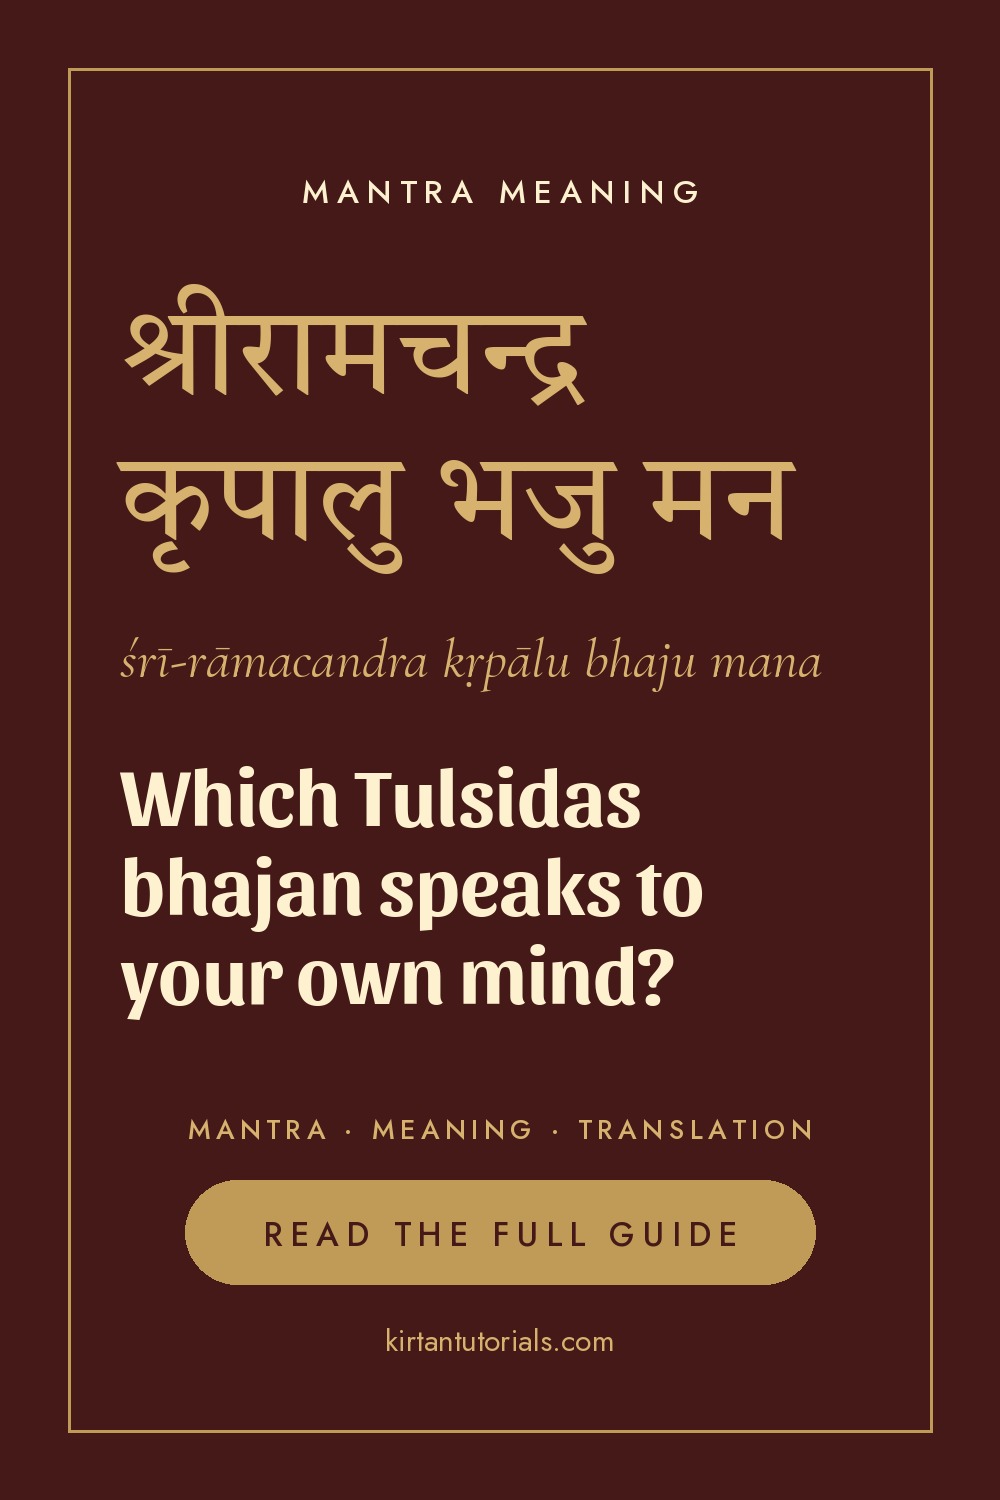 MANTRA MEANING
श्रीरामचन्द्र
कृपालु भजु मन
śrī-rāmacandra kṛpālu bhaju mana
Which Tulsidas
bhajan speaks to
your own mind?
MANTRA · MEANING · TRANSLATION
READ THE FULL GUIDE
kirtantutorials.com